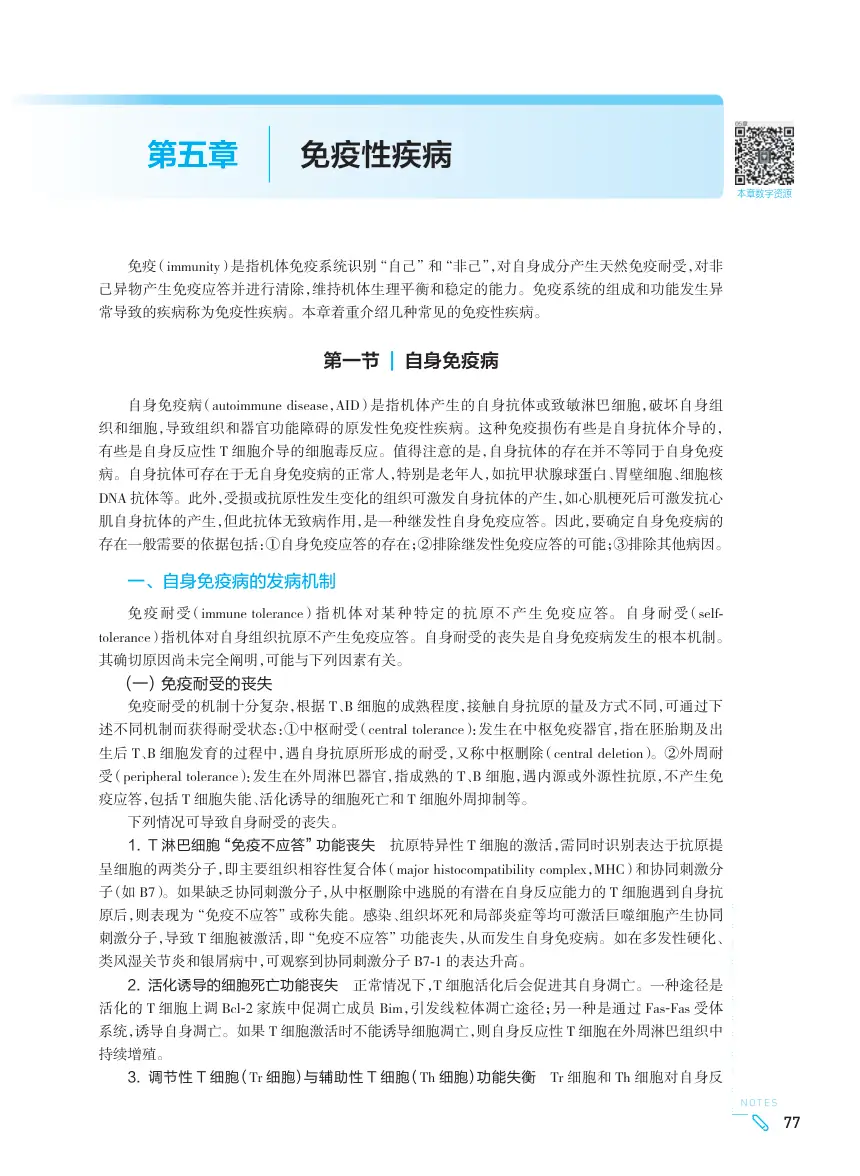 第五章 免疫性疾病
本章数字资源
免疫（immunity）是指机体免疫系统识别“自己”和“非己”，对自身成分产生天然免疫耐受，对非
己异物产生免疫应答并进行清除，维持机体生理平衡和稳定的能力。免疫系统的组成和功能发生异
常导致的疾病称为免疫性疾病。本章着重介绍几种常见的免疫性疾病。
第一节 | 自身免疫病
自身免疫病（autoimmune disease，AID）是指机体产生的自身抗体或致敏淋巴细胞，破坏自身组
织和细胞，导致组织和器官功能障碍的原发性免疫性疾病。这种免疫损伤有些是自身抗体介导的，
有些是自身反应性 T 细胞介导的细胞毒反应。值得注意的是，自身抗体的存在并不等同于自身免疫
病。自身抗体可存在于无自身免疫病的正常人，特别是老年人，如抗甲状腺球蛋白、胃壁细胞、细胞核
DNA 抗体等。此外，受损或抗原性发生变化的组织可激发自身抗体的产生，如心肌梗死后可激发抗心
肌自身抗体的产生，但此抗体无致病作用，是一种继发性自身免疫应答。因此，要确定自身免疫病的
存在一般需要的依据包括：①自身免疫应答的存在；②排除继发性免疫应答的可能；③排除其他病因。
一、自身免疫病的发病机制
免疫耐受（immune tolerance）指机体对某种特定的抗原不产生免疫应答。自身耐受（self-
tolerance）指机体对自身组织抗原不产生免疫应答。自身耐受的丧失是自身免疫病发生的根本机制。
其确切原因尚未完全阐明，可能与下列因素有关。
（一）免疫耐受的丧失
免疫耐受的机制十分复杂，根据 T、B 细胞的成熟程度，接触自身抗原的量及方式不同，可通过下
述不同机制而获得耐受状态：①中枢耐受（central tolerance）：发生在中枢免疫器官，指在胚胎期及出
生后 T、B 细胞发育的过程中，遇自身抗原所形成的耐受，又称中枢删除（central deletion）。②外周耐
受（peripheral tolerance）：发生在外周淋巴器官，指成熟的 T、B 细胞，遇内源或外源性抗原，不产生免
疫应答，包括 T 细胞失能、活化诱导的细胞死亡和 T 细胞外周抑制等。
下列情况可导致自身耐受的丧失。
1. T 淋巴细胞“免疫不应答”功能丧失 抗原特异性 T 细胞的激活，需同时识别表达于抗原提
呈细胞的两类分子，即主要组织相容性复合体（major histocompatibility complex，MHC）和协同刺激分
子（如 B7）。如果缺乏协同刺激分子，从中枢删除中逃脱的有潜在自身反应能力的 T 细胞遇到自身抗
原后，则表现为“免疫不应答”或称失能。感染、组织坏死和局部炎症等均可激活巨噬细胞产生协同
刺激分子，导致 T 细胞被激活，即“免疫不应答”功能丧失，从而发生自身免疫病。如在多发性硬化、
类风湿关节炎和银屑病中，可观察到协同刺激分子 B7-1 的表达升高。
2. 活化诱导的细胞死亡功能丧失 正常情况下，T 细胞活化后会促进其自身凋亡。一种途径是
活化的 T 细胞上调 Bcl-2 家族中促凋亡成员 Bim，引发线粒体凋亡途径；另一种是通过 Fas-Fas 受体
系统，诱导自身凋亡。如果 T 细胞激活时不能诱导细胞凋亡，则自身反应性 T 细胞在外周淋巴组织中
持续增殖。
3. 调节性 T 细胞（Tr 细胞）与辅助性 T 细胞（Th 细胞）功能失衡 Tr 细胞和 Th 细胞对自身反
NOTES
77